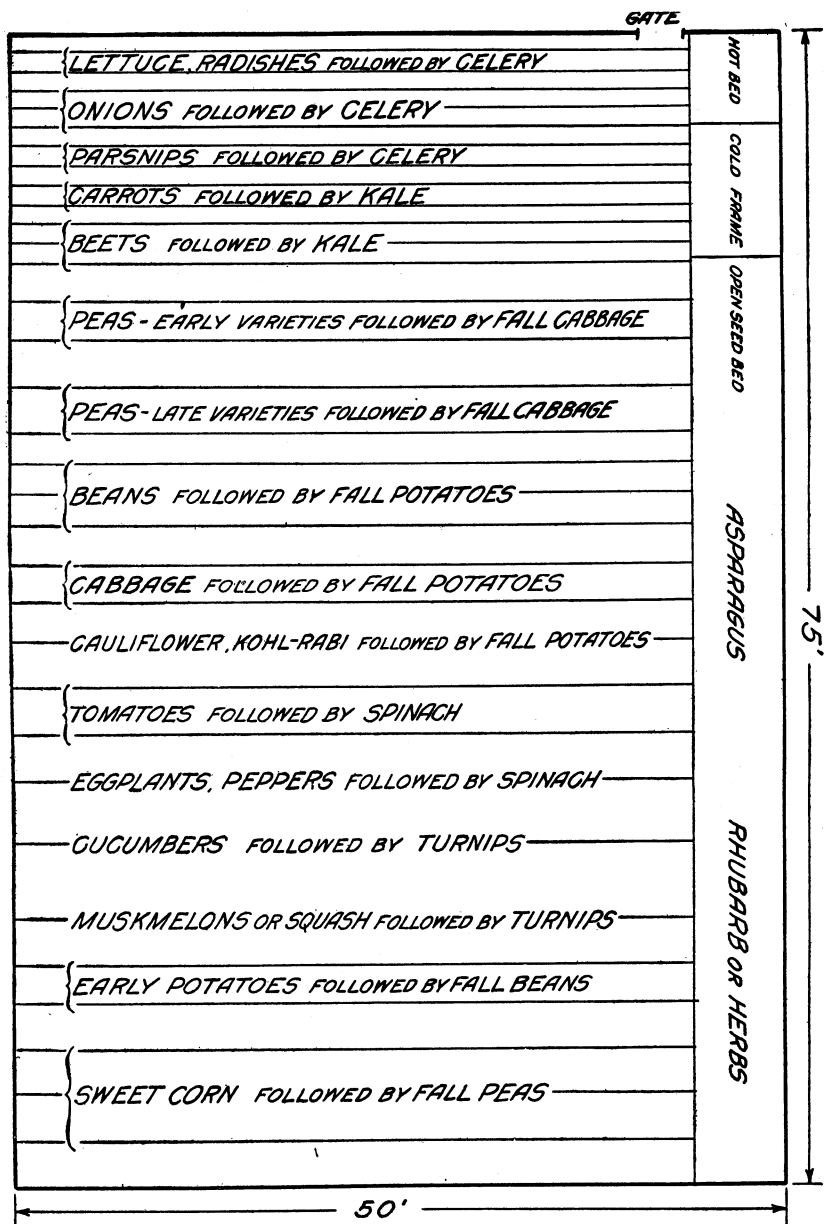 GATE
LETTUCE, RADISHES FOLLOWED BY CELERY
ONIONS FOLLOWED BY CELERY
PARSNIPS FOLLOWED BY CELERY
CARROTS FOLLOWED BY KALE
BEETS FOLLOWED BY KALE
PEAS - EARLY VARIETIES FOLLOWED BY FALL CABBAGE
PEAS - LATE VARIETIES FOLLOWED BY FALL CABBAGE
BEANS FOLLOWED BY FALL POTATOES
CABBAGE FOLLOWED BY FALL POTATOES
CAULIFLOWER, KOHL-RABI FOLLOWED BY FALL POTATOES
TOMATOES FOLLOWED BY SPINACH
EGGPLANTS, PEPPERS FOLLOWED BY SPINACH
CUCUMBERS FOLLOWED BY TURNIPS
MUSKMELONS OR SQUASH FOLLOWED BY TURNIPS
EARLY POTATOES FOLLOWED BY FALL BEANS
SWEET CORN FOLLOWED BY FALL PEAS
HOT BED
COLD FRAME
OPEN SEED BED
ASPARAGUS
RHUBARB OR HERBS
75'
50'